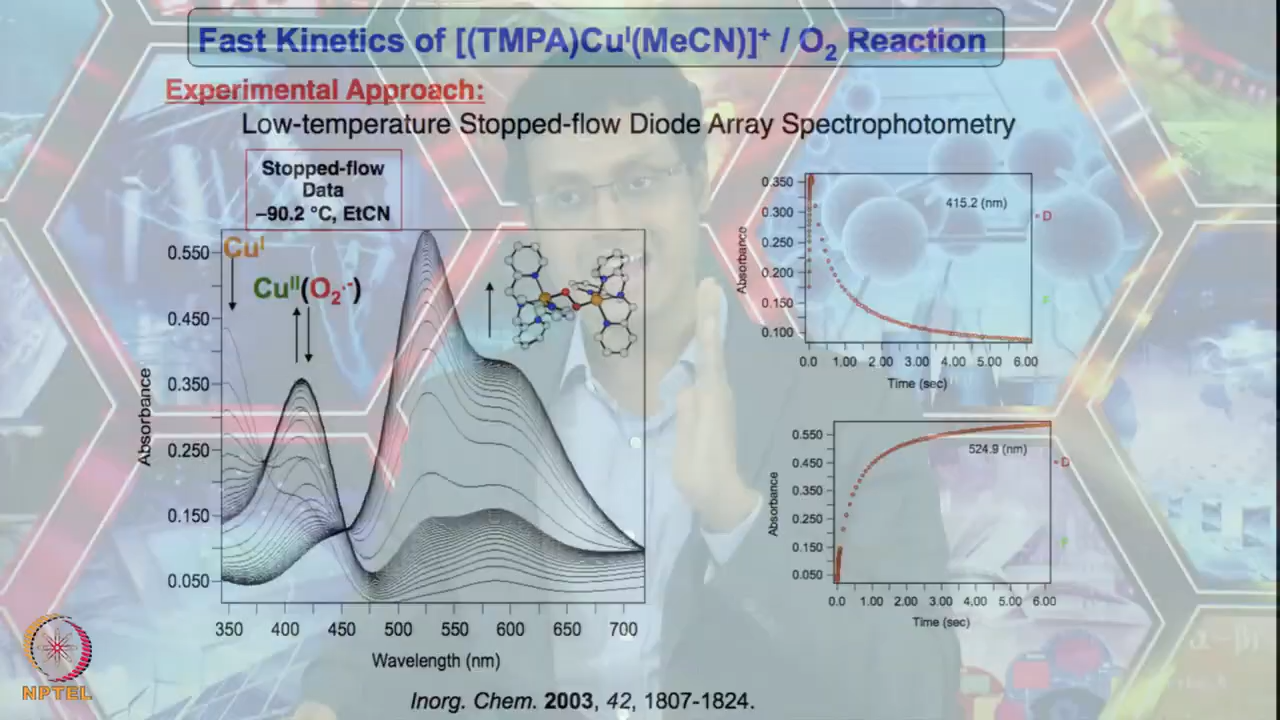 Fast Kinetics of [(TMPA)Cuᴵ(MeCN)]⁺ / O₂ Reaction
Experimental Approach:
Low-temperature Stopped-flow Diode Array Spectrophotometry
Stopped-flow
Data
–90.2 °C, EtCN
Cuᴵ
Cuᴵᴵ(O₂·⁻)
Absorbance
0.550
0.450
0.350
0.250
0.150
0.050
350 400 450 500 550 600 650 700
Wavelength (nm)
Absorbance
0.350
0.300
0.250
0.200
0.150
0.100
415.2 (nm)
D
0.0 1.00 2.00 3.00 4.00 5.00 6.00
Time (sec)
Absorbance
0.550
0.450
0.350
0.250
0.150
0.050
524.9 (nm)
D
0.0 1.00 2.00 3.00 4.00 5.00 6.00
Time (sec)
NPTEL
Inorg. Chem. 2003, 42, 1807-1824.